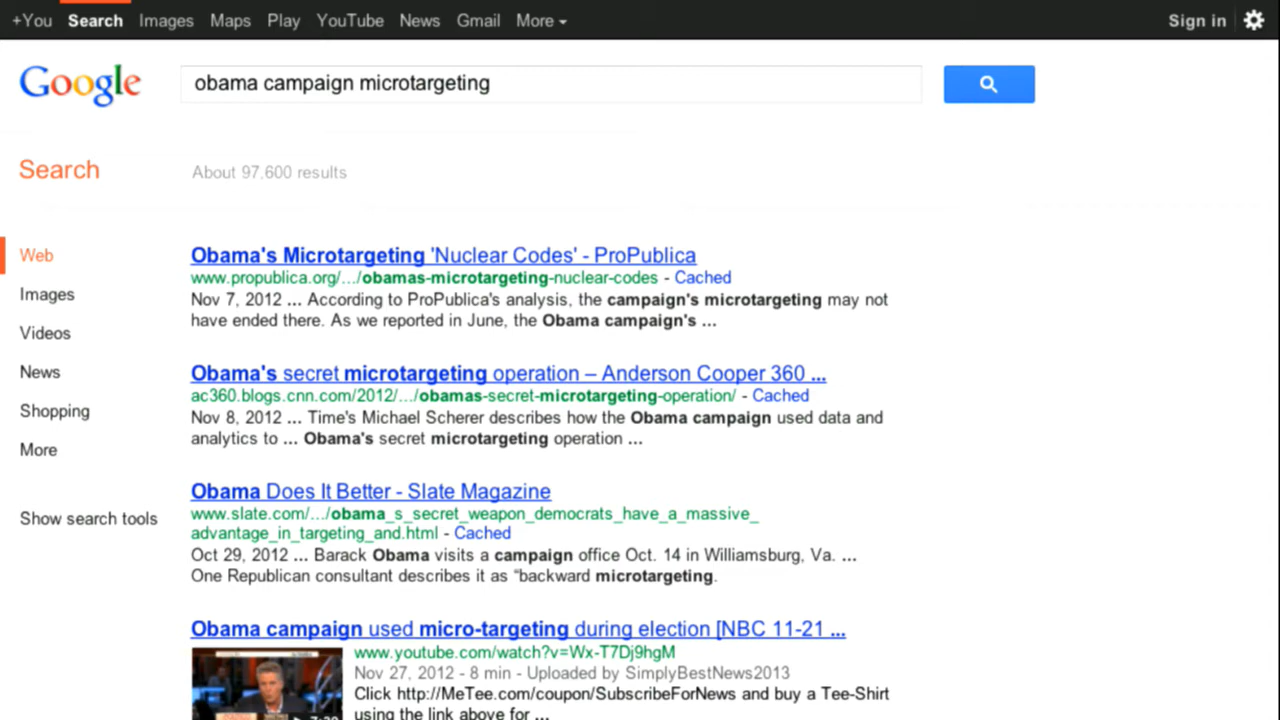 +You Search Images Maps Play YouTube News Gmail More Sign in
Google obama campaign microtargeting
Search About 97,600 results
Web
Images
Videos
News
Shopping
More
Show search tools
Obama's Microtargeting 'Nuclear Codes' - ProPublica
www.propublica.org/.../obamas-microtargeting-nuclear-codes - Cached
Nov 7, 2012 ... According to ProPublica's analysis, the campaign's microtargeting may not
have ended there. As we reported in June, the Obama campaign's ...
Obama's secret microtargeting operation – Anderson Cooper 360 ...
ac360.blogs.cnn.com/2012/.../obamas-secret-microtargeting-operation/ - Cached
Nov 8, 2012 ... Time's Michael Scherer describes how the Obama campaign used data and
analytics to ... Obama's secret microtargeting operation ...
Obama Does It Better - Slate Magazine
www.slate.com/.../obama_s_secret_weapon_democrats_have_a_massive_
advantage_in_targeting_and.html - Cached
Oct 29, 2012 ... Barack Obama visits a campaign office Oct. 14 in Williamsburg, Va. ...
One Republican consultant describes it as “backward microtargeting.
Obama campaign used micro-targeting during election [NBC 11-21 ...
www.youtube.com/watch?v=Wx-T7Dj9hgM
Nov 27, 2012 - 8 min - Uploaded by SimplyBestNews2013
Click http://MeTee.com/coupon/SubscribeForNews and buy a Tee-Shirt
using the link above for ...